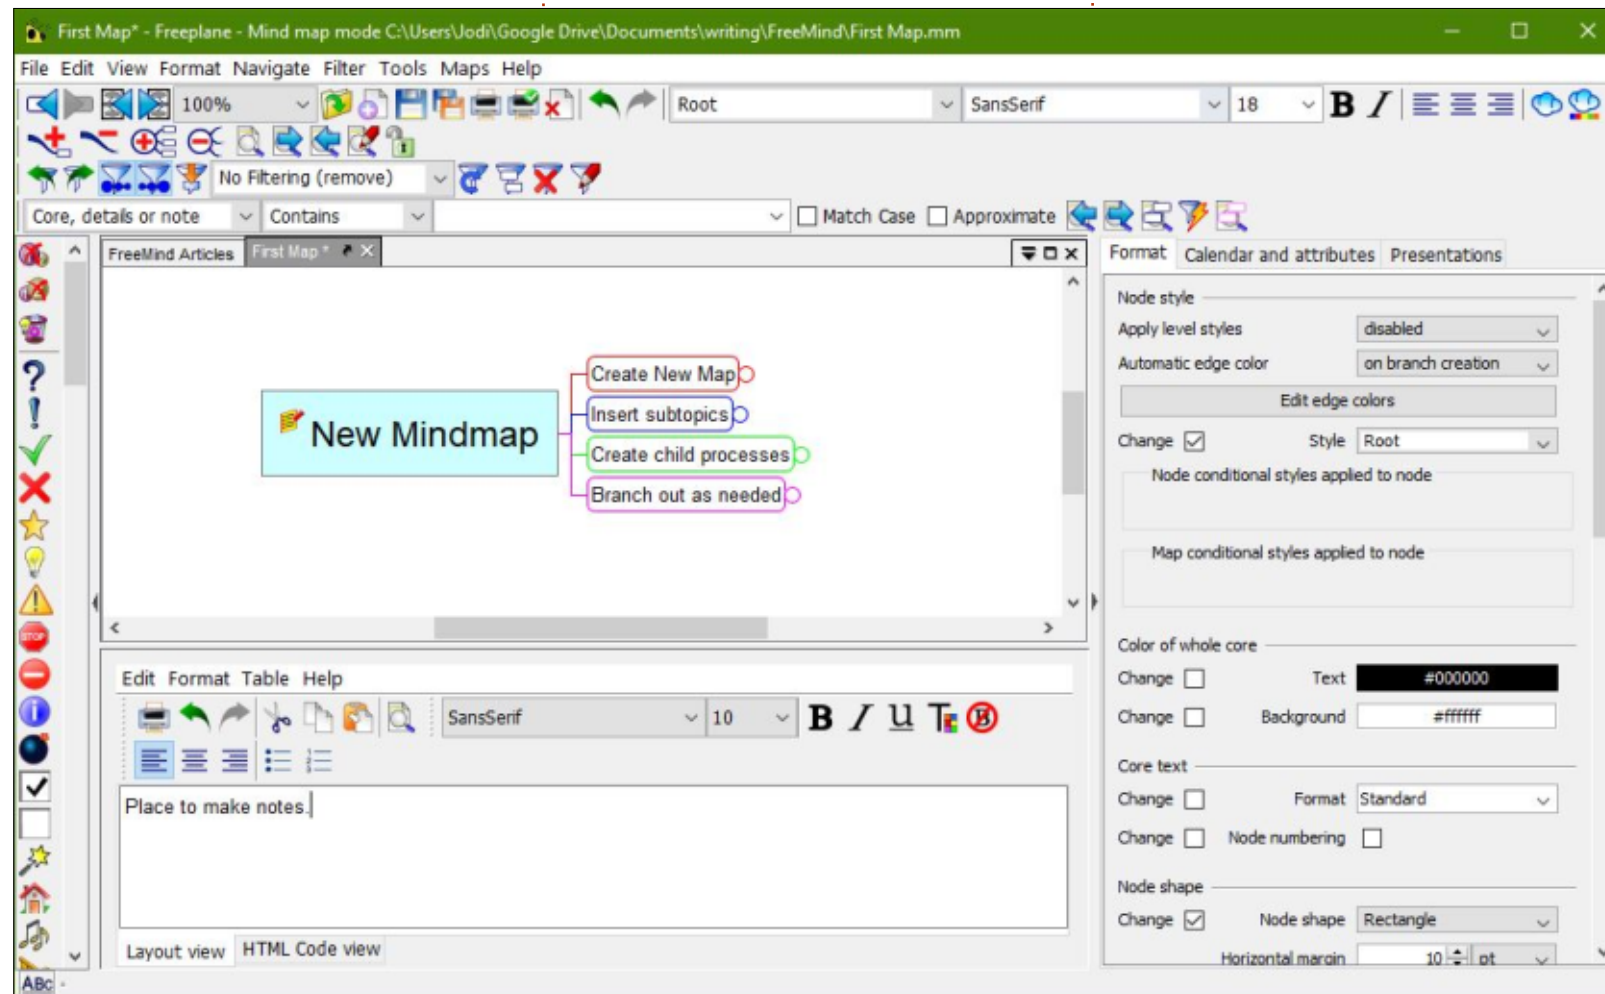 First Map* - Freeplane - Mind map mode C:\Users\Jodi\Google Drive\Documents\writing\FreeMind\First Map.mm
File Edit View Format Navigate Filter Tools Maps Help
100% Root SansSerif 18 B I
No Filtering (remove)
Core, details or note Contains Match Case Approximate
FreeMind Articles First Map *
New Mindmap
Create New Map
Insert subtopics
Create child processes
Branch out as needed
STOP
Edit Format Table Help
SansSerif 10 B I U
Place to make notes.
Layout view HTML Code view
ABC
Format Calendar and attributes Presentations
Node style
Apply level styles disabled
Automatic edge color on branch creation
Edit edge colors
Change Style Root
Node conditional styles applied to node
Map conditional styles applied to node
Color of whole core
Change Text #000000
Change Background #ffffff
Core text
Change Format Standard
Change Node numbering
Node shape
Change Node shape Rectangle
Horizontal margin 10 pt